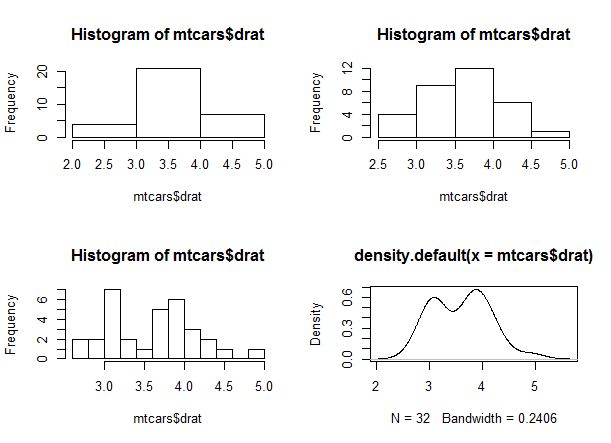 Histogram of mtcars$drat
Frequency
0 10 20
2.0 2.5 3.0 3.5 4.0 4.5 5.0
mtcars$drat
Histogram of mtcars$drat
Frequency
0 4 8 12
2.5 3.0 3.5 4.0 4.5 5.0
mtcars$drat
Histogram of mtcars$drat
Frequency
0 2 4 6
3.0 3.5 4.0 4.5 5.0
mtcars$drat
density.default(x = mtcars$drat)
Density
0.0 0.3 0.6
2 3 4 5
N = 32 Bandwidth = 0.2406